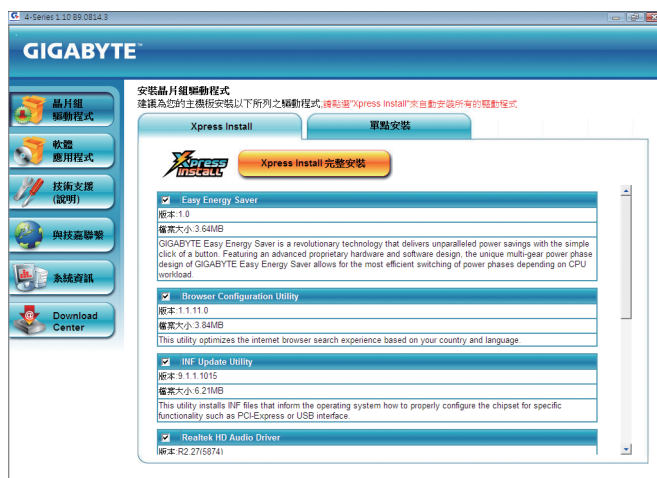 4-Series 1.10 B9.0814.3
GIGABYTE™
晶片組
驅動程式
軟體
應用程式
技術支援
(說明)
與技嘉聯繫
系統資訊
Download
Center
安裝晶片組驅動程式
建議為您的主機板安裝以下所列之驅動程式,請點選"Xpress Install"來自動安裝所有的驅動程式
Xpress Install
單點安裝
Xpress INSTALL
Xpress Install 完整安裝
Easy Energy Saver
版本:1.0
檔案大小:3.64MB
GIGABYTE Easy Energy Saver is a revolutionary technology that delivers unparalleled power savings with the simple
click of a button. Featuring an advanced proprietary hardware and software design, the unique multi-gear power phase
design of GIGABYTE Easy Energy Saver allows for the most efficient switching of power phases depending on CPU
workload.
Browser Configuration Utility
版本:1.1.11.0
檔案大小:3.84MB
This utility optimizes the internet browser search experience based on your country and language.
INF Update Utility
版本:9.1.1.1015
檔案大小:6.21MB
This utility installs INF files that inform the operating system how to properly configure the chipset for specific
functionality such as PCI-Express or USB interface.
Realtek HD Audio Driver
版本:R2.27(5874)